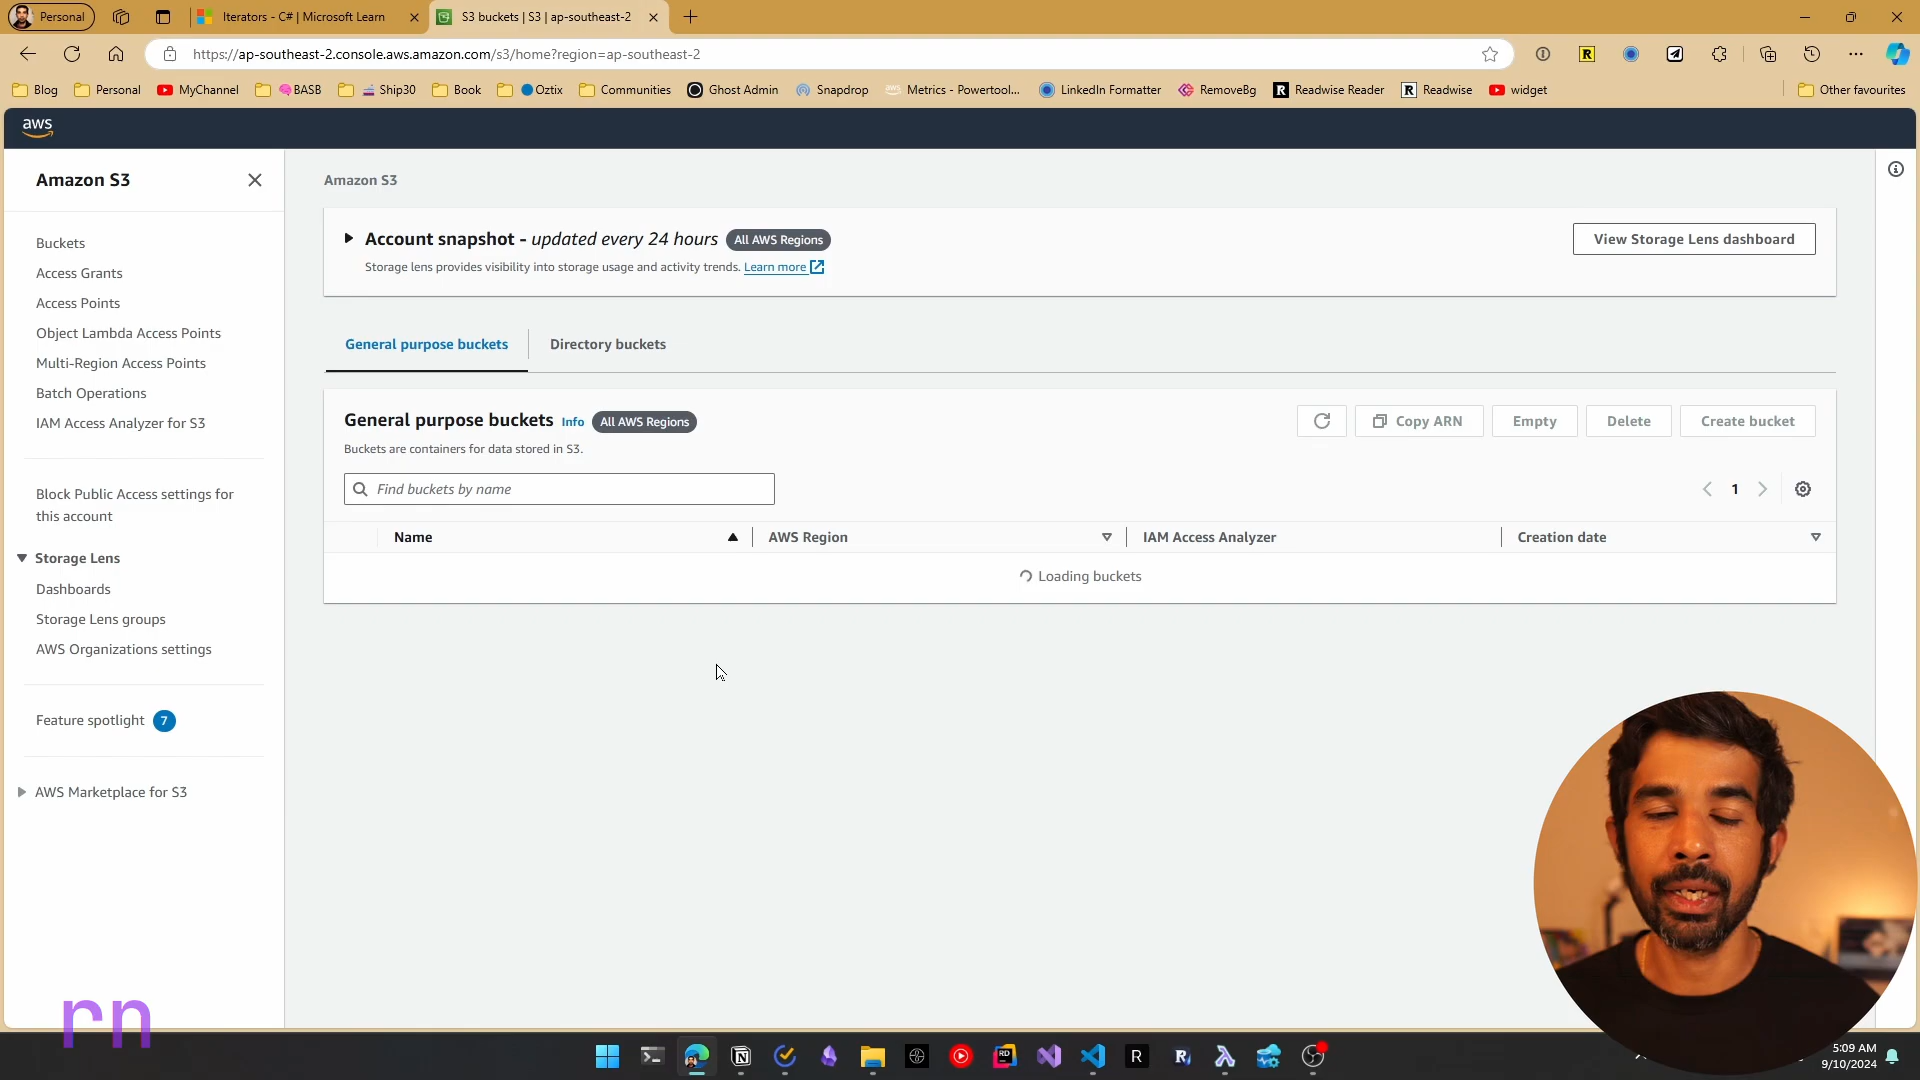 Personal
Iterators - C# | Microsoft Learn
S3 buckets | S3 | ap-southeast-2
https://ap-southeast-2.console.aws.amazon.com/s3/home?region=ap-southeast-2
Blog
Personal
MyChannel
BASB
Ship30
Book
Oztix
Communities
Ghost Admin
Snapdrop
Metrics - Powertool...
LinkedIn Formatter
RemoveBg
Readwise Reader
Readwise
widget
Other favourites
aws
Amazon S3
Buckets
Access Grants
Access Points
Object Lambda Access Points
Multi-Region Access Points
Batch Operations
IAM Access Analyzer for S3
Block Public Access settings for
this account
Storage Lens
Dashboards
Storage Lens groups
AWS Organizations settings
Feature spotlight 7
AWS Marketplace for S3
Amazon S3
Account snapshot - updated every 24 hours All AWS Regions
View Storage Lens dashboard
Storage lens provides visibility into storage usage and activity trends. Learn more
General purpose buckets
Directory buckets
General purpose buckets Info All AWS Regions
Copy ARN
Empty
Delete
Create bucket
Buckets are containers for data stored in S3.
Find buckets by name
1
Name
AWS Region
IAM Access Analyzer
Creation date
Loading buckets
rn
5:09 AM
9/10/2024